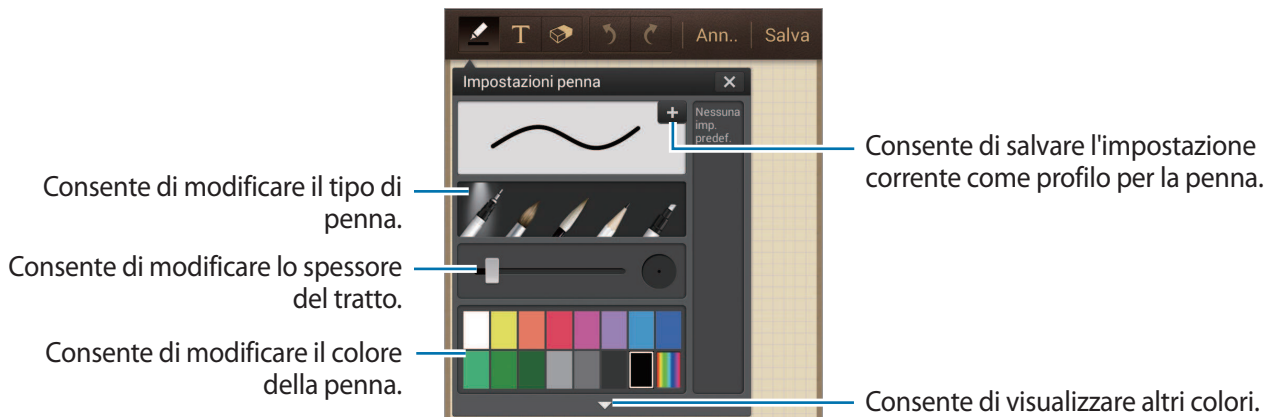 T
Ann..
Salva
Impostazioni penna
Nessuna
imp.
predef.
Consente di salvare l'impostazione
corrente come profilo per la penna.
Consente di modificare il tipo di
penna.
Consente di modificare lo spessore
del tratto.
Consente di modificare il colore
della penna.
Consente di visualizzare altri colori.